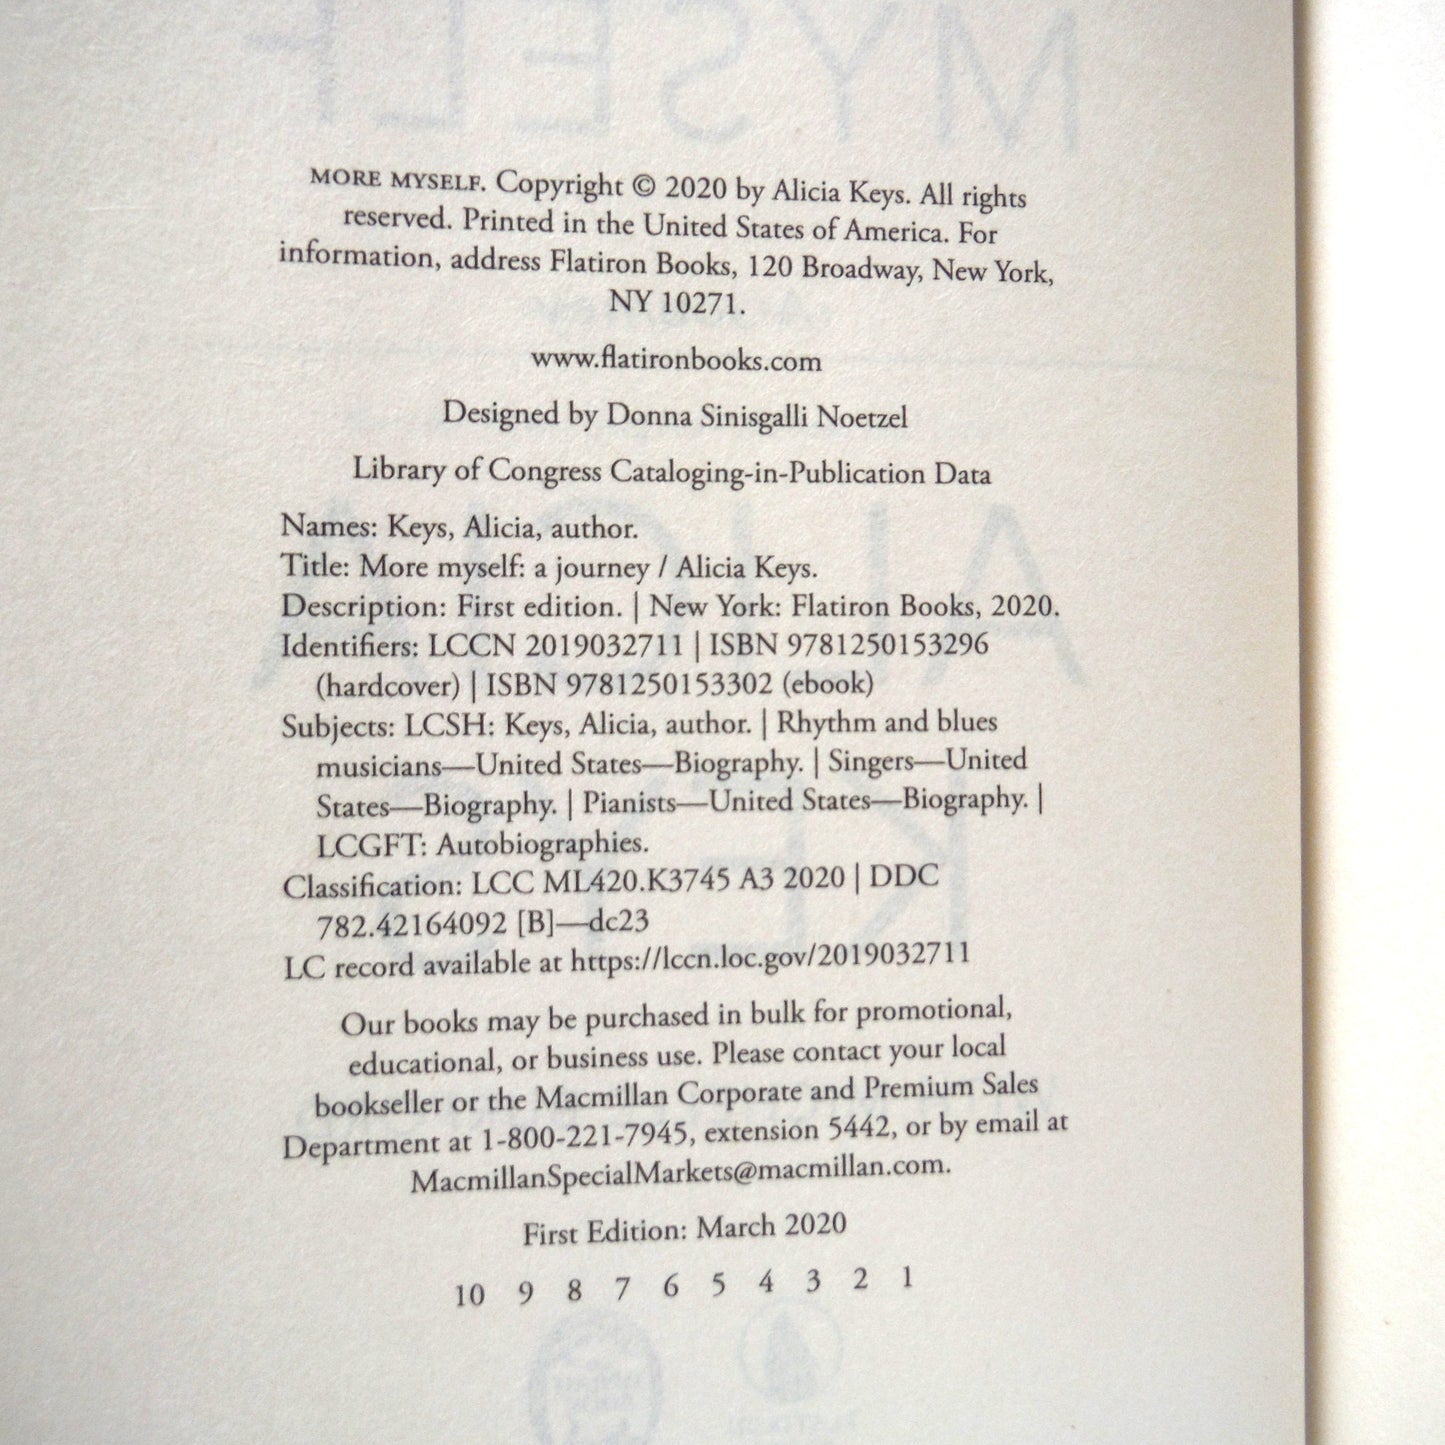 MORE MYSELF. Copyright © 2020 by Alicia Keys. All rights
reserved. Printed in the United States of America. For
information, address Flatiron Books, 120 Broadway, New York,
NY 10271.
www.flatironbooks.com
Designed by Donna Sinisgalli Noetzel
Library of Congress Cataloging-in-Publication Data
Names: Keys, Alicia, author.
Title: More myself: a journey / Alicia Keys.
Description: First edition. | New York: Flatiron Books, 2020.
Identifiers: LCCN 2019032711 | ISBN 9781250153296
(hardcover) | ISBN 9781250153302 (ebook)
Subjects: LCSH: Keys, Alicia, author. | Rhythm and blues
musicians—United States—Biography. | Singers—United
States—Biography. | Pianists—United States—Biography. |
LCGFT: Autobiographies.
Classification: LCC ML420.K3745 A3 2020 | DDC
782.42164092 [B]—dc23
LC record available at https://lccn.loc.gov/2019032711
Our books may be purchased in bulk for promotional,
educational, or business use. Please contact your local
bookseller or the Macmillan Corporate and Premium Sales
Department at 1-800-221-7945, extension 5442, or by email at
MacmillanSpecialMarkets@macmillan.com.
First Edition: March 2020
10 9 8 7 6 5 4 3 2 1